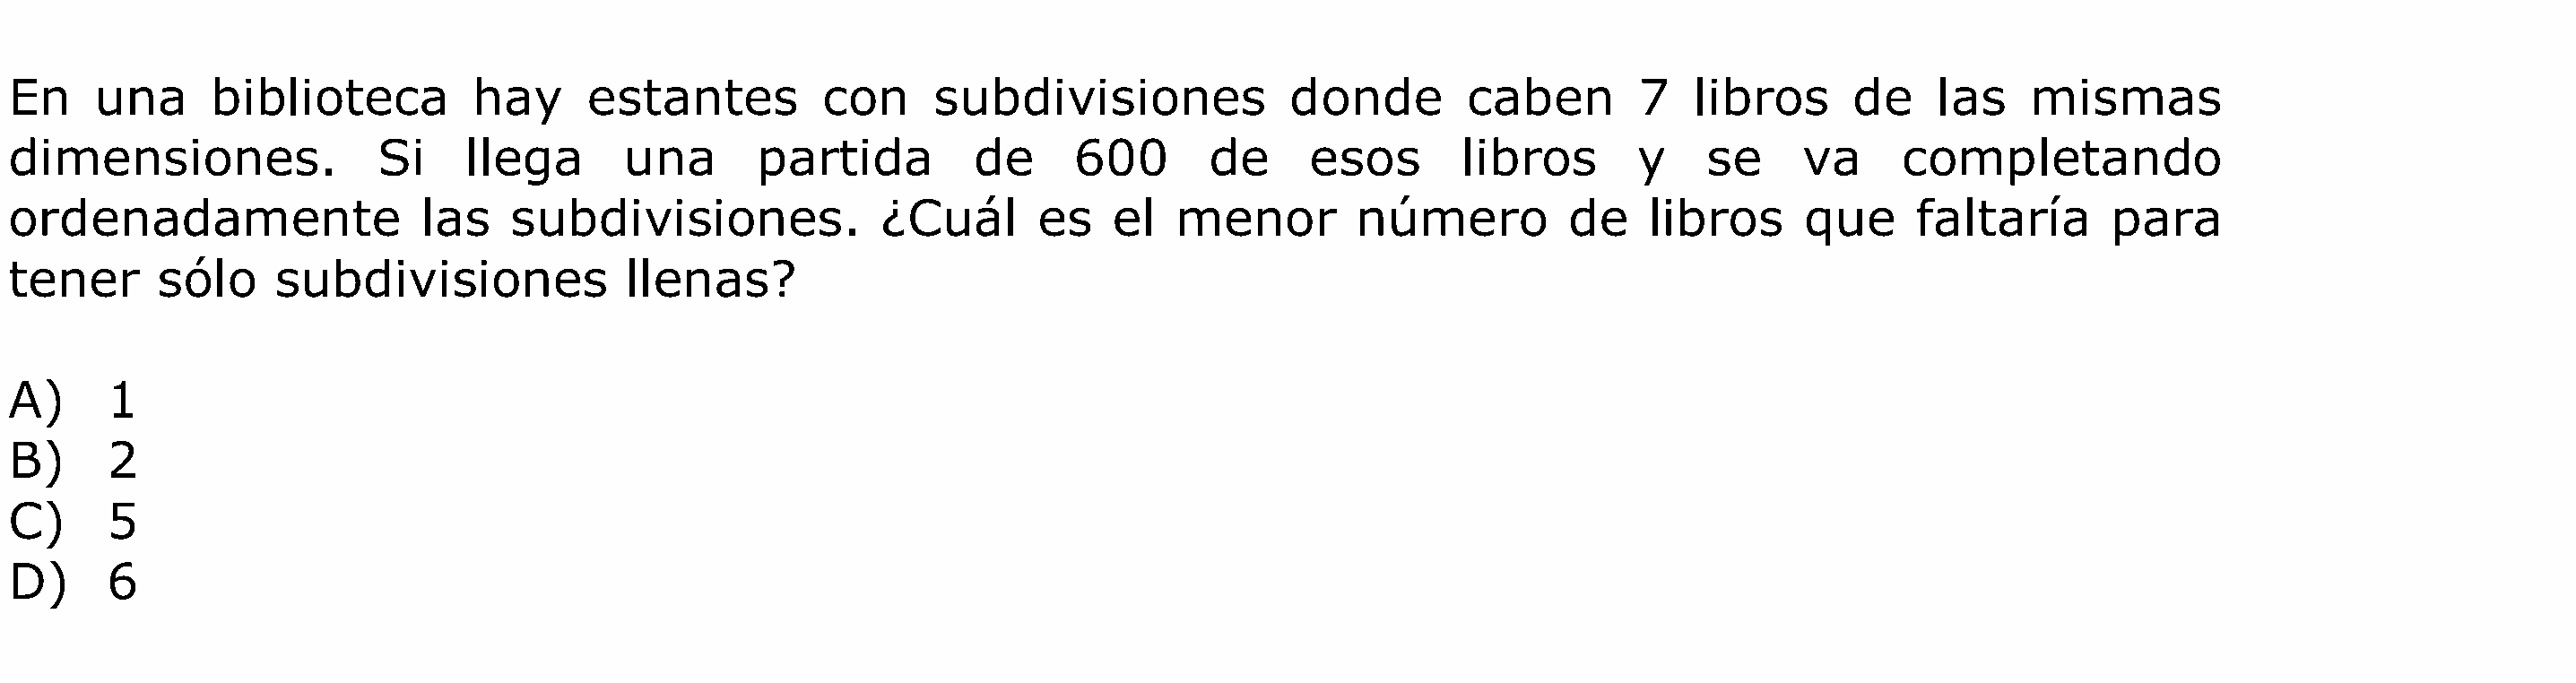 En una biblioteca hay estantes con subdivisiones donde caben 7 libros de las mismas
dimensiones. Si llega una partida de 600 de esos libros y se va completando
ordenadamente las subdivisiones. ¿Cuál es el menor número de libros que faltaría para
tener sólo subdivisiones llenas?
A) 1
B) 2
C) 5
D) 6